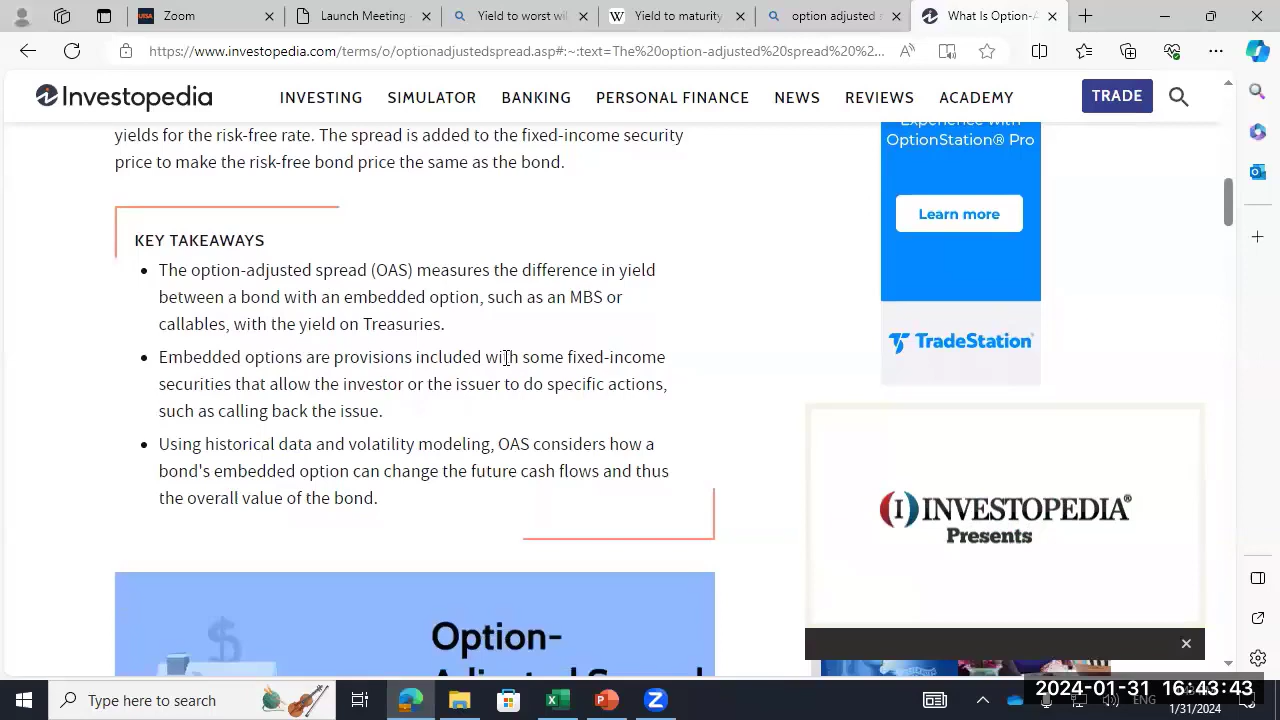 Zoom
Launch Meeting
Yield to worst wil
Yield to maturity
option adjusted s
What Is Option-A
https://www.investopedia.com/terms/o/optionadjustedspread.asp#:~:text=The%20option-adjusted%20spread%20%2...
Investopedia
INVESTING
SIMULATOR
BANKING
PERSONAL FINANCE
NEWS
REVIEWS
ACADEMY
TRADE
yields for the risk-free rate. The spread is added to the fixed-income security
price to make the risk-free bond price the same as the bond.
Experience with
OptionStation® Pro
Learn more
TradeStation
KEY TAKEAWAYS
The option-adjusted spread (OAS) measures the difference in yield
between a bond with an embedded option, such as an MBS or
callables, with the yield on Treasuries.
Embedded options are provisions included with some fixed-income
securities that allow the investor or the issuer to do specific actions,
such as calling back the issue.
Using historical data and volatility modeling, OAS considers how a
bond's embedded option can change the future cash flows and thus
the overall value of the bond.
INVESTOPEDIA®
Presents
Option-
Adjusted Spread
Type here to search
ENG
2024-01-31 16:43:43
1/31/2024